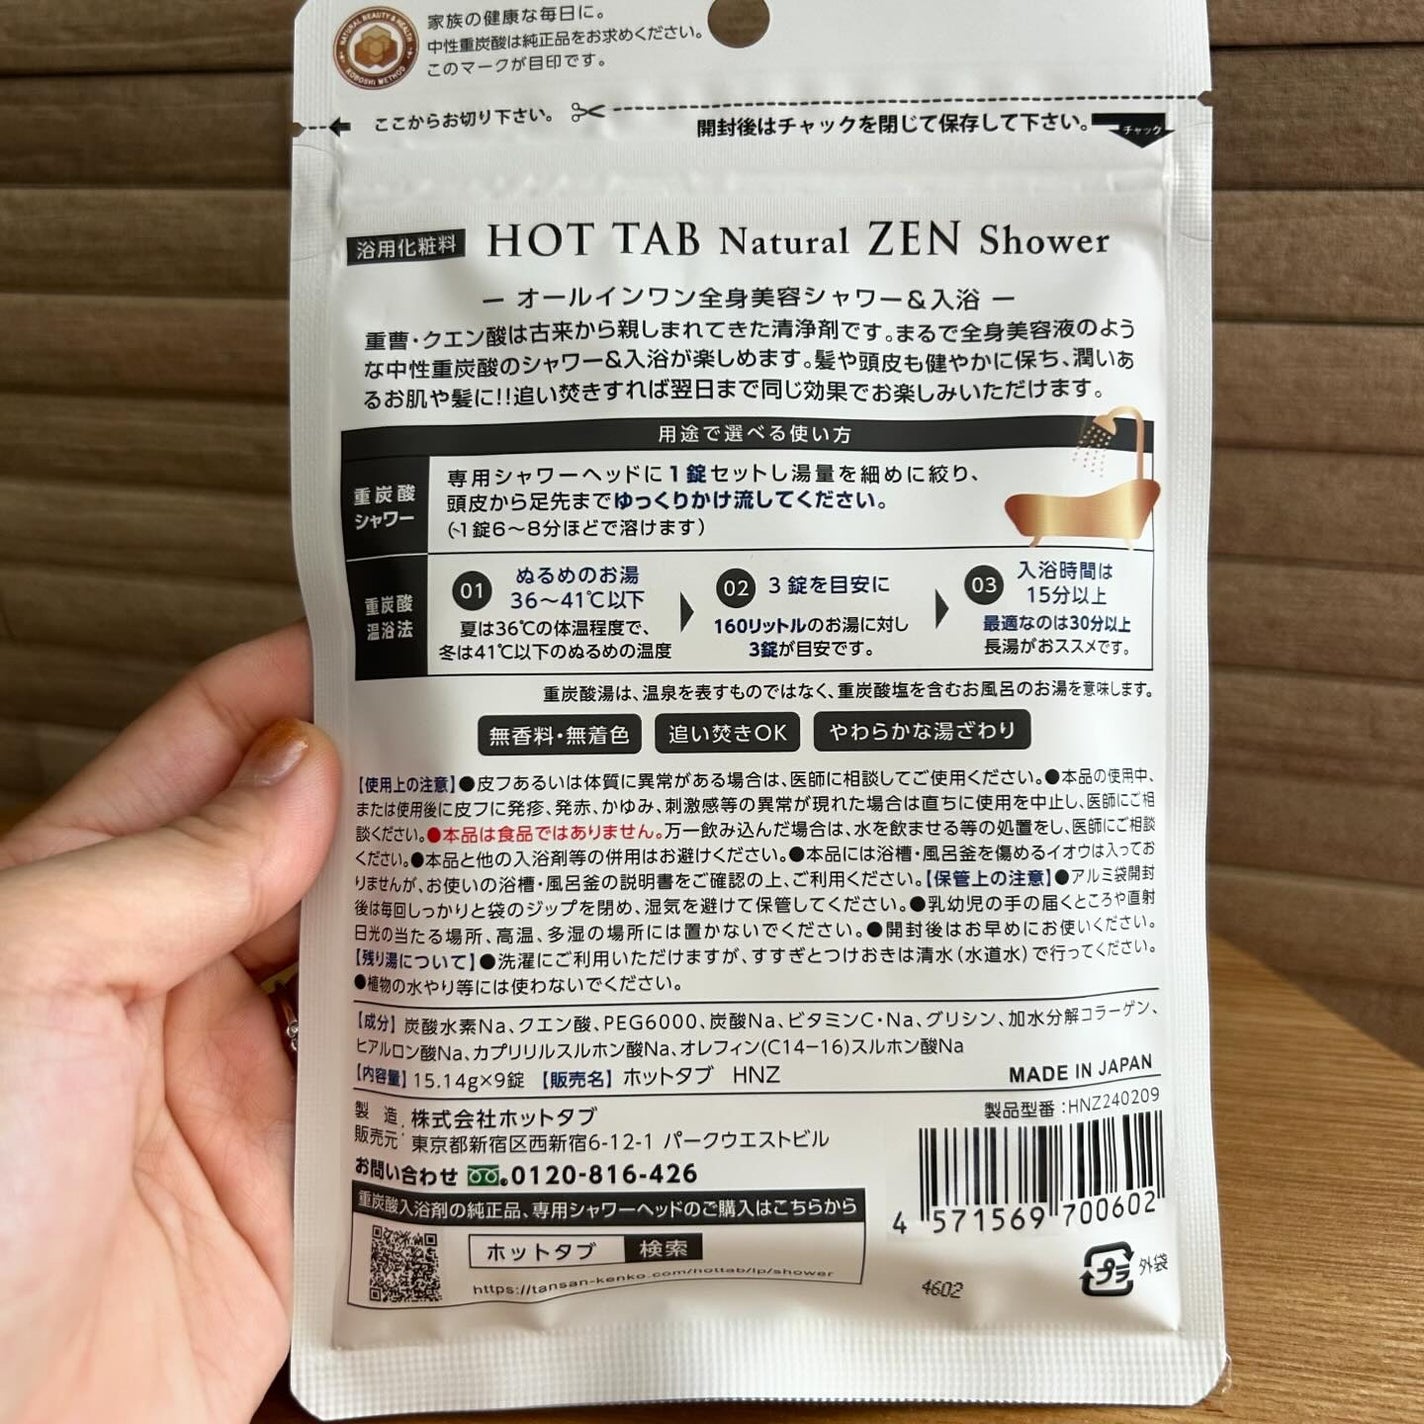 NATURAL BEAUTY & HEALTH
KOBOSHI METHOD
家族の健康な毎日に。
中性重炭酸は純正品をお求めください。
このマークが目印です。
ここからお切り下さい。
開封後はチャックを閉じて保存して下さい。
チャック
浴用化粧料 HOT TAB Natural ZEN Shower
— オールインワン全身美容シャワー&入浴 —
重曹・クエン酸は古来から親しまれてきた清浄剤です。まるで全身美容液のよう
な中性重炭酸のシャワー&入浴が楽しめます。髪や頭皮も健やかに保ち、潤いあ
るお肌や髪に!!追い焚きすれば翌日まで同じ効果でお楽しみいただけます。
用途で選べる使い方
重炭酸
シャワー
専用シャワーヘッドに1錠セットし湯量を細めに絞り、
頭皮から足先までゆっくりかけ流してください。
(1錠6〜8分ほどで溶けます)
重炭酸
温浴法
01 ぬるめのお湯
36〜41℃以下
夏は36℃の体温程度で、
冬は41℃以下のぬるめの温度
02 3錠を目安に
160リットルのお湯に対し
3錠が目安です。
03 入浴時間は
15分以上
最適なのは30分以上
長湯がおススメです。
重炭酸湯は、温泉を表すものではなく、重炭酸塩を含むお風呂のお湯を意味します。
無香料・無着色 追い焚きOK やわらかな湯ざわり
【使用上の注意】●皮フあるいは体質に異常がある場合は、医師に相談してご使用ください。●本品の使用中、
または使用後に皮フに発疹、発赤、かゆみ、刺激感等の異常が現れた場合は直ちに使用を中止し、医師にご相
談ください。●本品は食品ではありません。万一飲み込んだ場合は、水を飲ませる等の処置をし、医師にご相談
ください。●本品と他の入浴剤等の併用はお避けください。●本品には浴槽・風呂釜を傷めるイオウは入ってお
りませんが、お使いの浴槽・風呂釜の説明書をご確認の上、ご利用ください。【保管上の注意】●アルミ袋開封
後は毎回しっかりと袋のジップを閉め、湿気を避けて保管してください。●乳幼児の手の届くところや直射
日光の当たる場所、高温、多湿の場所には置かないでください。●開封後はお早めにお使いください。
【残り湯について】●洗濯にご利用いただけますが、すすぎとつけおきは清水(水道水)で行ってください。
●植物の水やり等には使わないでください。
【成分】炭酸水素Na、クエン酸、PEG6000、炭酸Na、ビタミンC・Na、グリシン、加水分解コラーゲン、
ヒアルロン酸Na、カプリリルスルホン酸Na、オレフィン(C14-16)スルホン酸Na
【内容量】15.14g×9錠 【販売名】ホットタブ HNZ
MADE IN JAPAN
製品型番:HNZ240209
製造
販売元: 株式会社ホットタブ
東京都新宿区西新宿6-12-1 パークウエストビル
お問い合わせ 0120-816-426
重炭酸入浴剤の純正品、専用シャワーヘッドのご購入はこちらから
ホットタブ 検索
https://tansan-kenko.com/hottab/lp/shower
4 571569 700602
4602
プラ 外袋